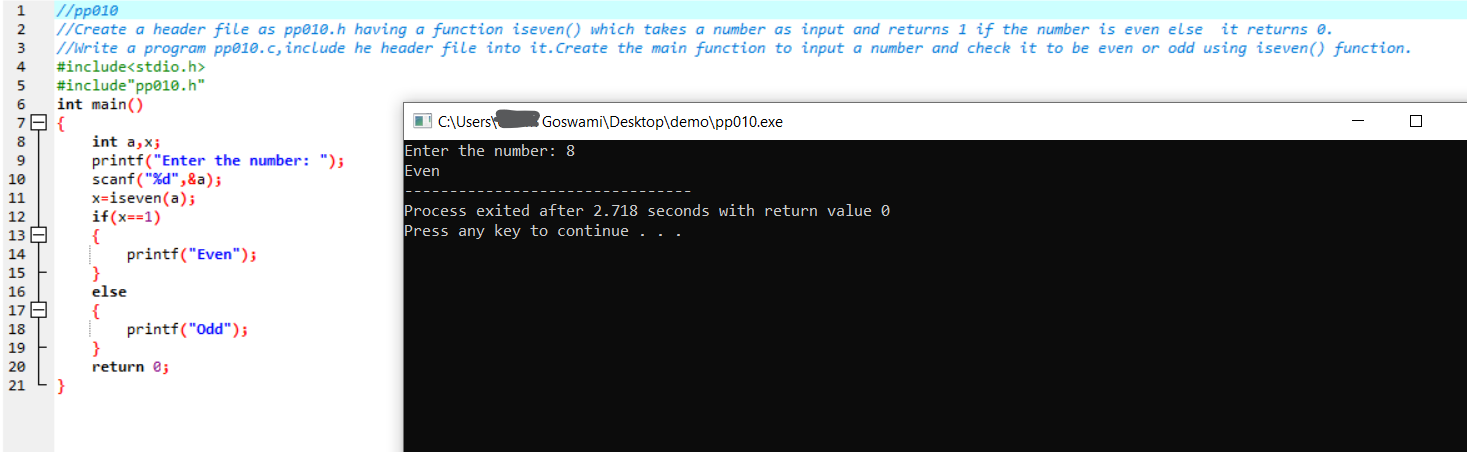 1 //pp010
2 //Create a header file as pp010.h having a function iseven() which takes a number as input and returns 1 if the number is even else  it returns 0.
3 //Write a program pp010.c,include he header file into it.Create the main function to input a number and check it to be even or odd using iseven() function.
4 #include<stdio.h>
5 #include"pp010.h"
6 int main()
7 {
8 int a,x;
9 printf("Enter the number: ");
10 scanf("%d",&a);
11 x=iseven(a);
12 if(x==1)
13 {
14 printf("Even");
15 }
16 else
17 {
18 printf("Odd");
19 }
20 return 0;
21 }
C:\Users\ Goswami\Desktop\demo\pp010.exe
Enter the number: 8
Even
--------------------------------
Process exited after 2.718 seconds with return value 0
Press any key to continue . . .